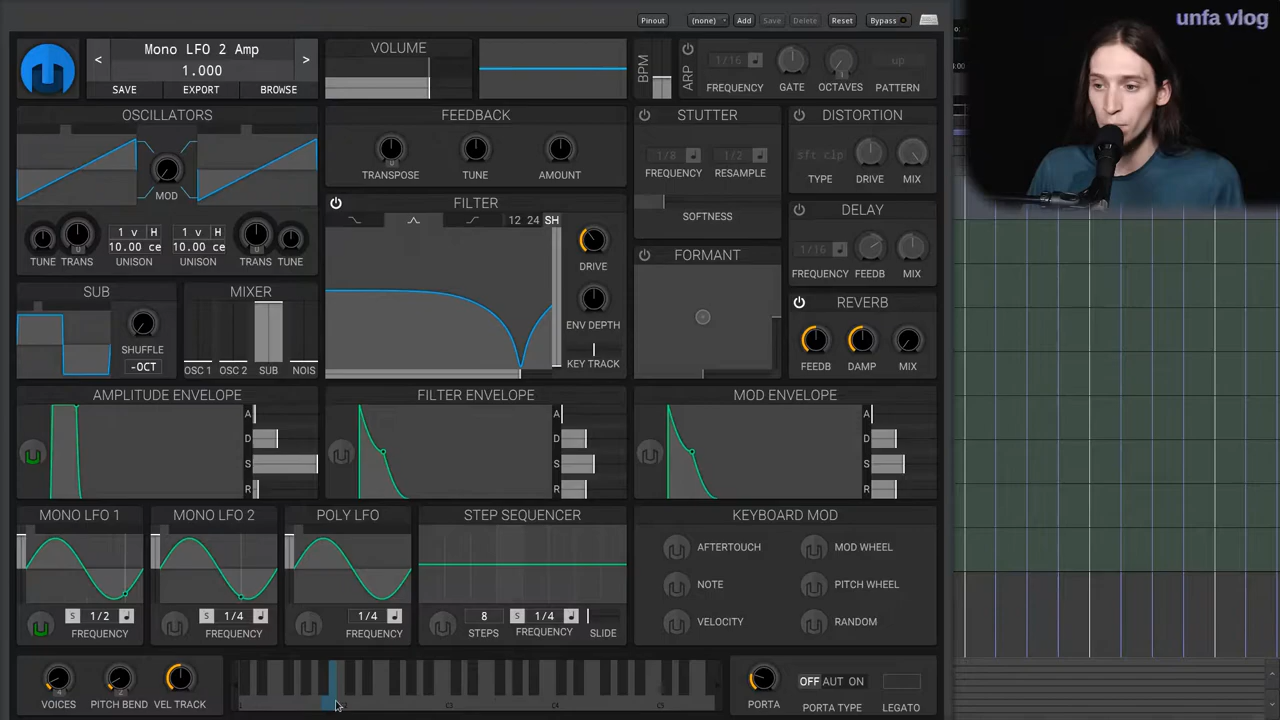 Pinout
(none)
Add
Save
Delete
Reset
Bypass
unfa vlog
<
Mono LFO 2 Amp
>
1.000
SAVE
EXPORT
BROWSE
VOLUME
BPM
ARP
1/16
FREQUENCY
GATE
OCTAVES
up
PATTERN
OSCILLATORS
MOD
TUNE
TRANS
1 v
H
10.00 ce
UNISON
1 v
H
10.00 ce
UNISON
TRANS
TUNE
FEEDBACK
TRANSPOSE
TUNE
AMOUNT
STUTTER
1/8
FREQUENCY
1/2
RESAMPLE
SOFTNESS
DISTORTION
sft clp
TYPE
DRIVE
MIX
FILTER
12 24 SH
DRIVE
ENV DEPTH
KEY TRACK
DELAY
1/16
FREQUENCY
FEEDB
MIX
SUB
SHUFFLE
-OCT
MIXER
OSC 1
OSC 2
SUB
NOIS
FORMANT
REVERB
FEEDB
DAMP
MIX
AMPLITUDE ENVELOPE
A
D
S
R
FILTER ENVELOPE
A
D
S
R
MOD ENVELOPE
A
D
S
R
MONO LFO 1
S
1/2
FREQUENCY
MONO LFO 2
S
1/4
FREQUENCY
POLY LFO
1/4
FREQUENCY
STEP SEQUENCER
8
STEPS
S
1/4
FREQUENCY
SLIDE
KEYBOARD MOD
AFTERTOUCH
MOD WHEEL
NOTE
PITCH WHEEL
VELOCITY
RANDOM
4
VOICES
2
PITCH BEND
VEL TRACK
PORTA
OFF AUT ON
PORTA TYPE
LEGATO